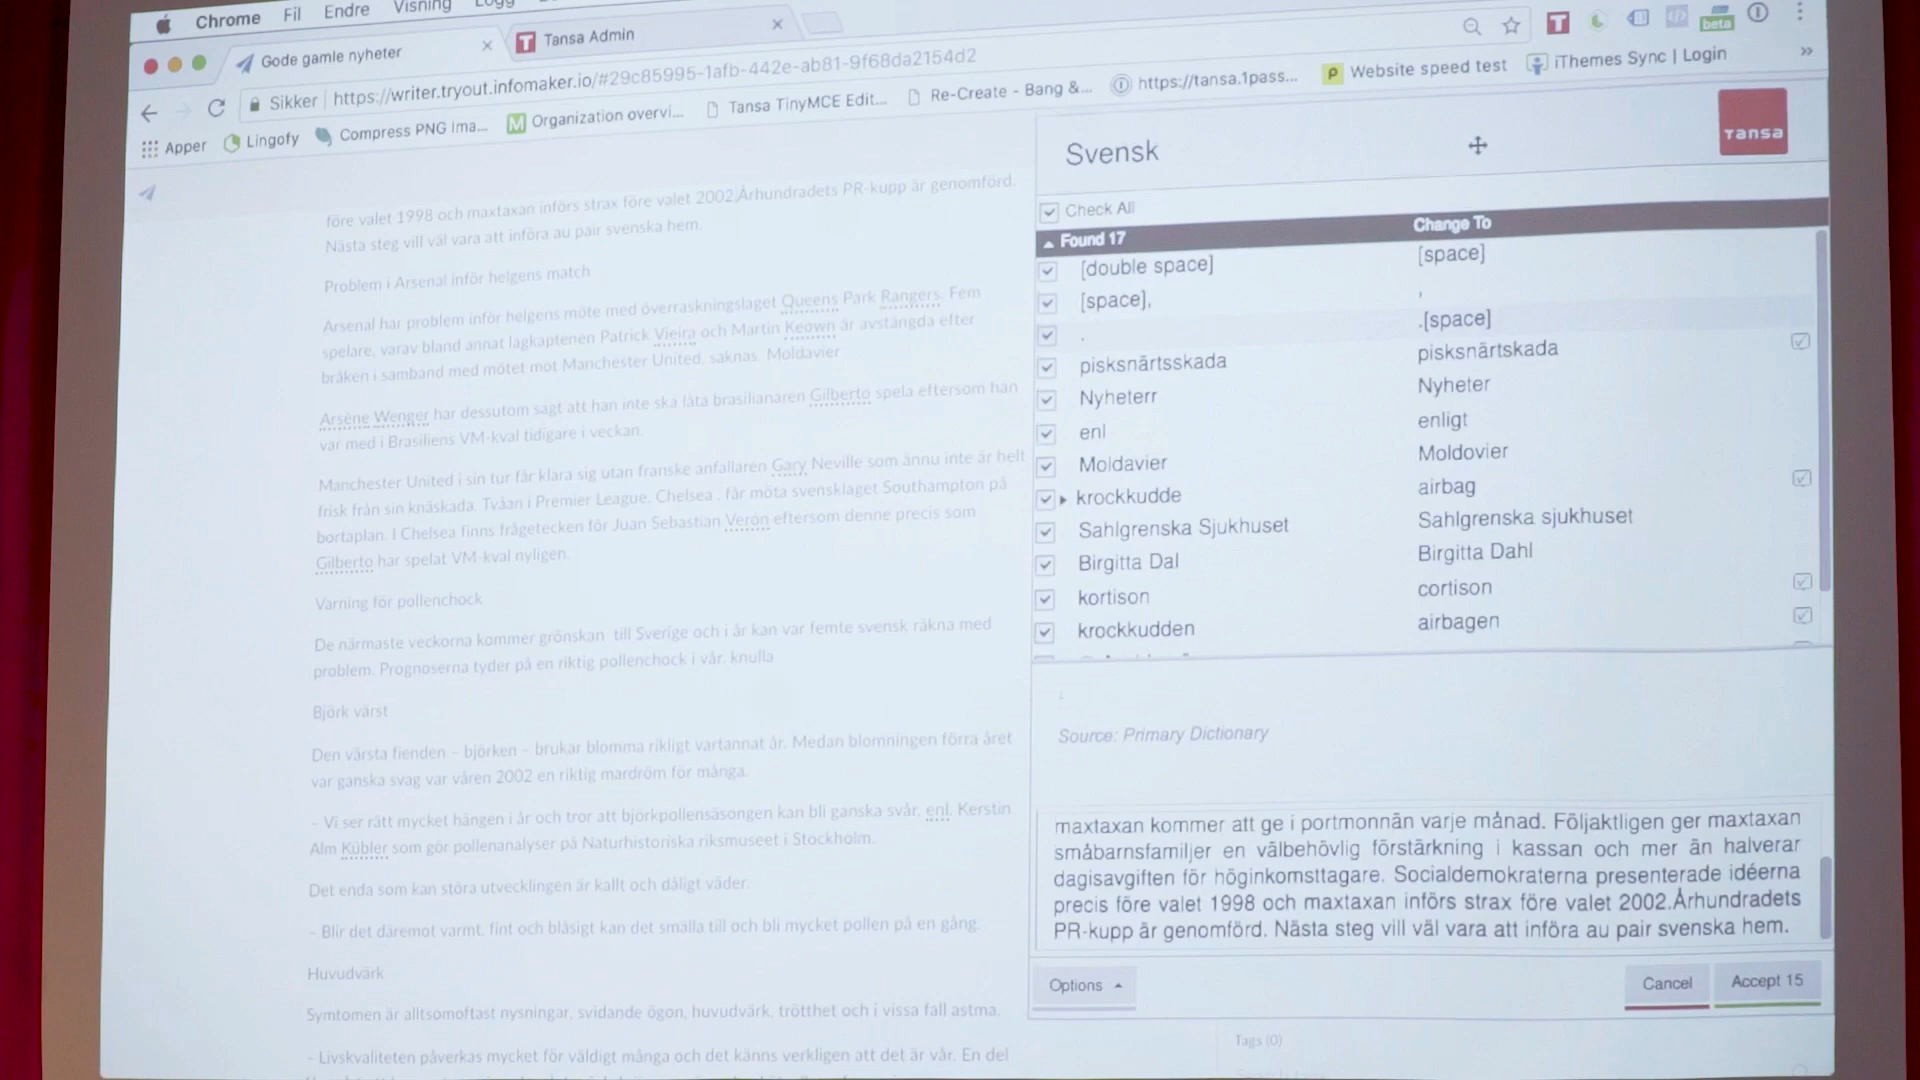 Chrome Fil Endre Visning
Gode gamle nyheter
Tansa Admin
Sikker https://writer.tryout.infomaker.io/#29c85995-1afb-442e-ab81-9f68da2154d2
beta
Apper Lingofy Compress PNG Ima... Organization overvi... Tansa TinyMCE Edit... Re-Create - Bang &... https://tansa.1pass... Website speed test iThemes Sync | Login »
före valet 1998 och maxtaxan införs strax före valet 2002.Århundradets PR-kupp är genomförd.
Nästa steg vill väl vara att införa au pair svenska hem.
Problem i Arsenal inför helgens match
Arsenal har problem inför helgens möte med överraskningslaget Queens Park Rangers. Fem
spelare, varav bland annat lagkaptenen Patrick Vieira och Martin Keown är avstängda efter
bråken i samband med mötet mot Manchester United, saknas. Moldavier
Arsène Wenger har dessutom sagt att han inte ska låta brasilianaren Gilberto spela eftersom han
var med i Brasiliens VM-kval tidigare i veckan.
Manchester United i sin tur får klara sig utan franske anfallaren Gary Neville som ännu inte är helt
frisk från sin knäskada. Tvåan i Premier League, Chelsea , får möta svensklaget Southampton på
bortaplan. I Chelsea finns frågetecken för Juan Sebastian Verón eftersom denne precis som
Gilberto har spelat VM-kval nyligen.
Varning för pollenchock
De närmaste veckorna kommer grönskan  till Sverige och i år kan var femte svensk räkna med
problem. Prognoserna tyder på en riktig pollenchock i vår. knulla
Björk värst
Den värsta fienden – björken – brukar blomma rikligt vartannat år. Medan blomningen förra året
var ganska svag var våren 2002 en riktig mardröm för många.
– Vi ser rätt mycket hängen i år och tror att björkpollensäsongen kan bli ganska svår, enl. Kerstin
Alm Kübler som gör pollenanalyser på Naturhistoriska riksmuseet i Stockholm.
Det enda som kan störa utvecklingen är kallt och dåligt väder.
– Blir det däremot varmt, fint och blåsigt kan det smälla till och bli mycket pollen på en gång.
Huvudvärk
Symtomen är alltsomoftast nysningar, svidande ögon, huvudvärk, trötthet och i vissa fall astma.
– Livskvaliteten påverkas mycket för väldigt många och det känns verkligen att det är vår. En del
Svensk
Tansa
Check All
Found 17 Change To
[double space] [space]
[space], ,
. .[space]
pisksnärtsskada pisksnärtskada
Nyheterr Nyheter
enl enligt
Moldavier Moldovier
krockkudde airbag
Sahlgrenska Sjukhuset Sahlgrenska sjukhuset
Birgitta Dal Birgitta Dahl
kortison cortison
krockkudden airbagen
Source: Primary Dictionary
maxtaxan kommer att ge i portmonnän varje månad. Följaktligen ger maxtaxan
småbarnsfamiljer en välbehövlig förstärkning i kassan och mer än halverar
dagisavgiften för höginkomsttagare. Socialdemokraterna presenterade idéerna
precis före valet 1998 och maxtaxan införs strax före valet 2002.Århundradets
PR-kupp är genomförd. Nästa steg vill väl vara att införa au pair svenska hem.
Options Cancel Accept 15
Tags (0)